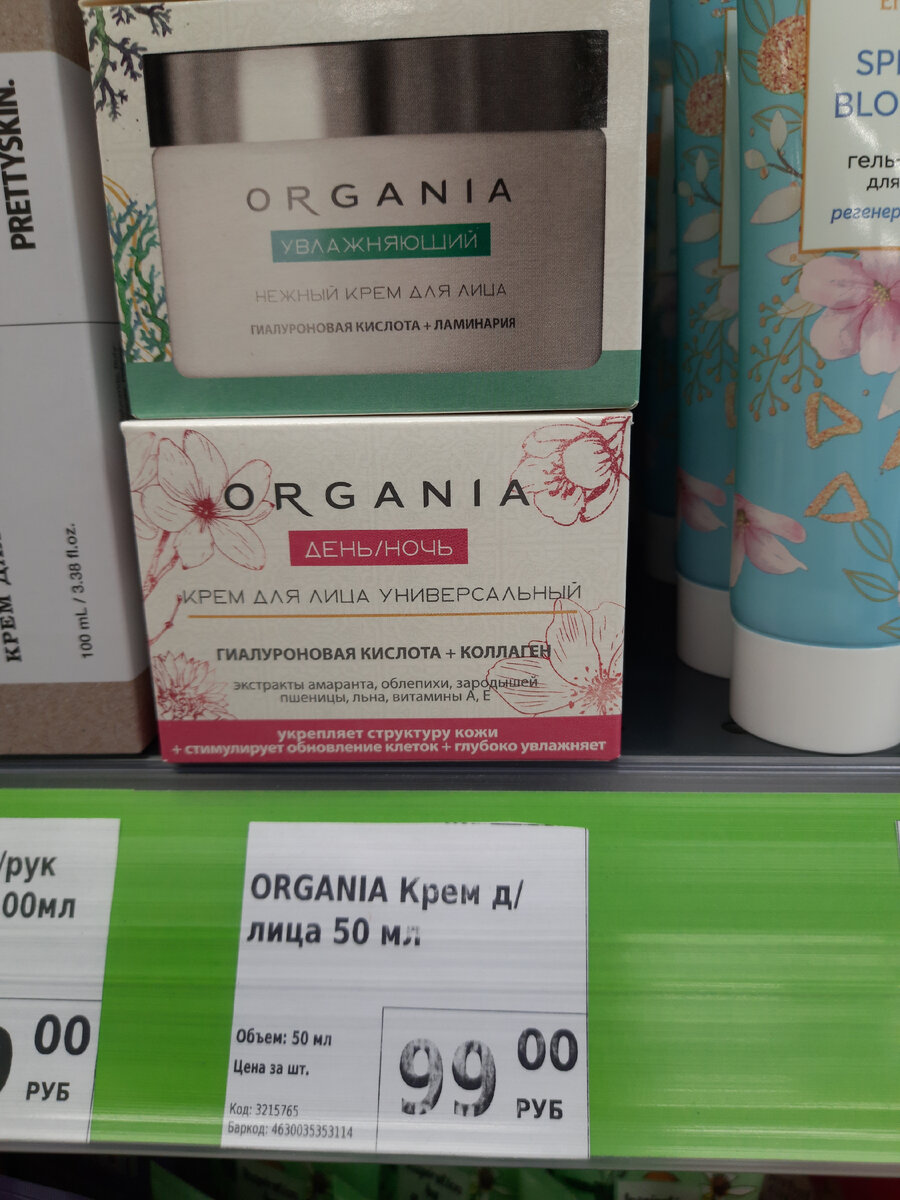 PRETTYSKIN.
100 mL / 3.38 fl.oz.
ORGANIA
УВЛАЖНЯЮЩИЙ
НЕЖНЫЙ КРЕМ ДЛЯ ЛИЦА
ГИАЛУРОНОВАЯ КИСЛОТА + ЛАМИНАРИЯ
ORGANIA
ДЕНЬ/НОЧЬ
КРЕМ ДЛЯ ЛИЦА УНИВЕРСАЛЬНЫЙ
ГИАЛУРОНОВАЯ КИСЛОТА + КОЛЛАГЕН
экстракты амаранта, облепихи, зародышей
пшеницы, льна, витамины А, Е
укрепляет структуру кожи
+ стимулирует обновление клеток + глубоко увлажняет
SP
BLO
гель-
для
регенер
/рук
00мл
00
РУБ
ORGANIA Крем д/
лица 50 мл
Объем: 50 мл
Цена за шт.
Код: 3215765
Баркод: 4630035353114
99 00
РУБ